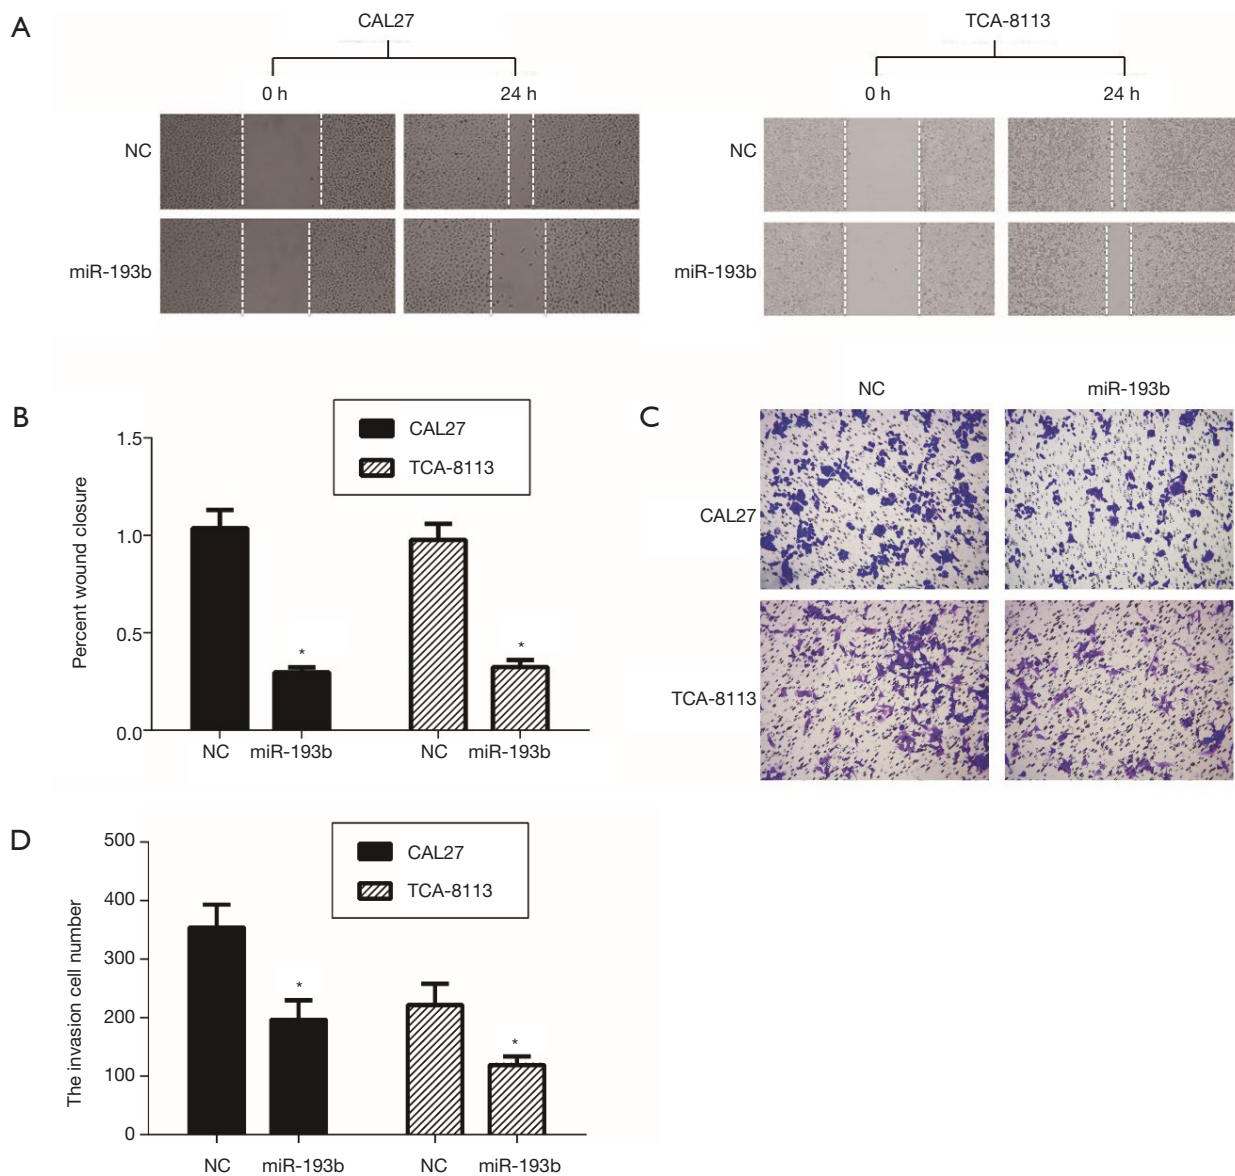 A
CAL27
TCA-8113
0 h
24 h
0 h
24 h
NC
NC
miR-193b
miR-193b
B
CAL27
TCA-8113
Percent wound closure
1.5
1.0
0.5
0.0
*
*
NC
miR-193b
NC
miR-193b
C
NC
miR-193b
CAL27
TCA-8113
D
CAL27
TCA-8113
The invasion cell number
500
400
300
200
100
0
*
*
NC
miR-193b
NC
miR-193b